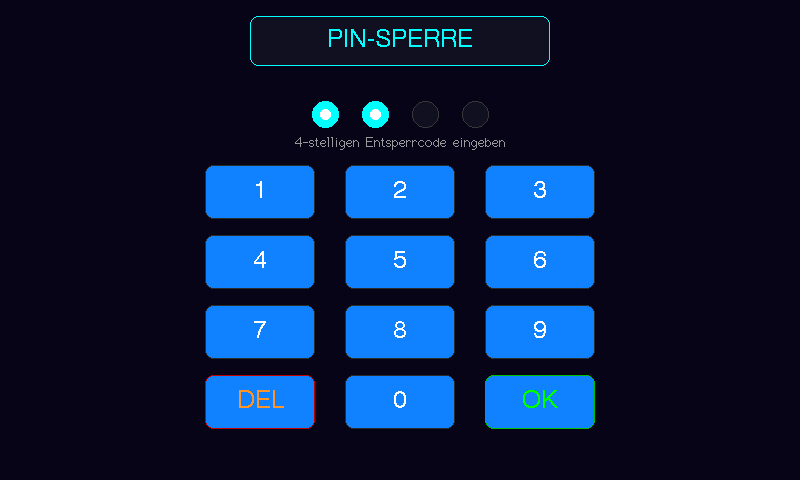 PIN-SPERRE
4-stelligen Entsperrcode eingeben
1 2 3
4 5 6
7 8 9
DEL 0 OK